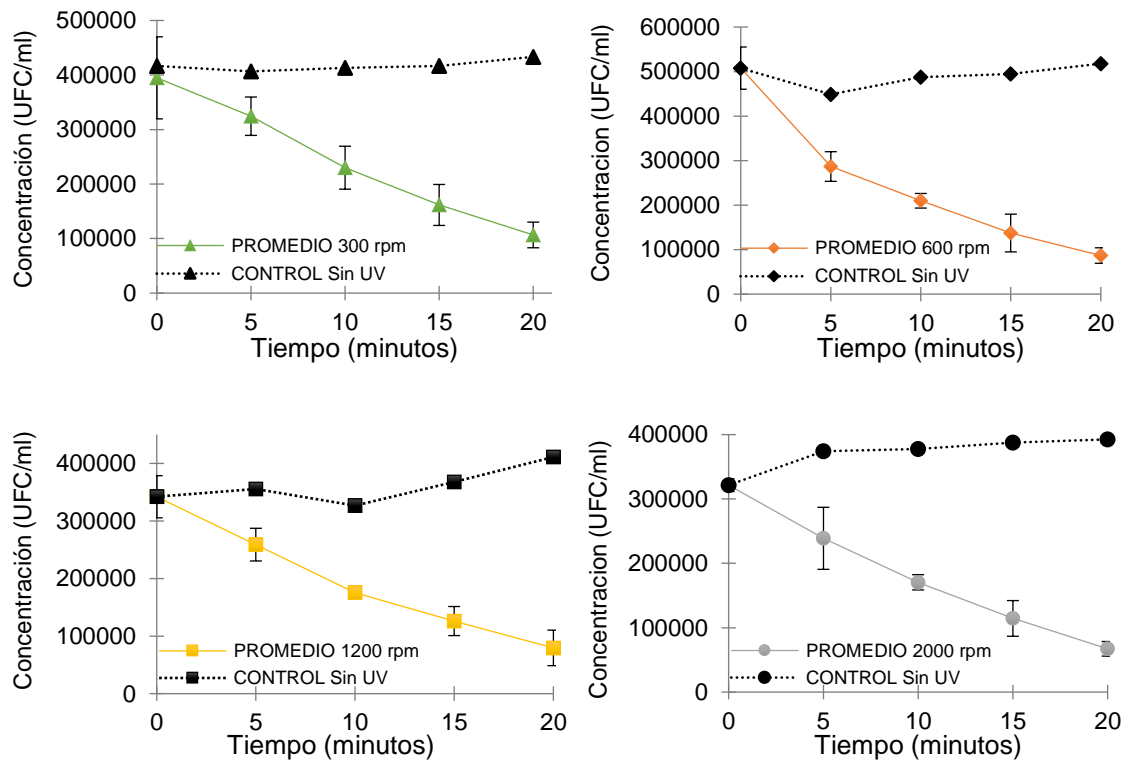 Concentración (UFC/ml)
500000
400000
300000
200000
100000
0
PROMEDIO 300 rpm
CONTROL Sin UV
0 5 10 15 20
Tiempo (minutos)
Concentracion (UFC/ml)
600000
500000
400000
300000
200000
100000
0
PROMEDIO 600 rpm
CONTROL Sin UV
0 5 10 15 20
Tiempo (minutos)
Concentración (UFC/ml)
400000
300000
200000
100000
0
PROMEDIO 1200 rpm
CONTROL Sin UV
0 5 10 15 20
Tiempo (minutos)
Concentracion (UFC/ml)
400000
300000
200000
100000
0
PROMEDIO 2000 rpm
CONTROL Sin UV
0 5 10 15 20
Tiempo (minutos)